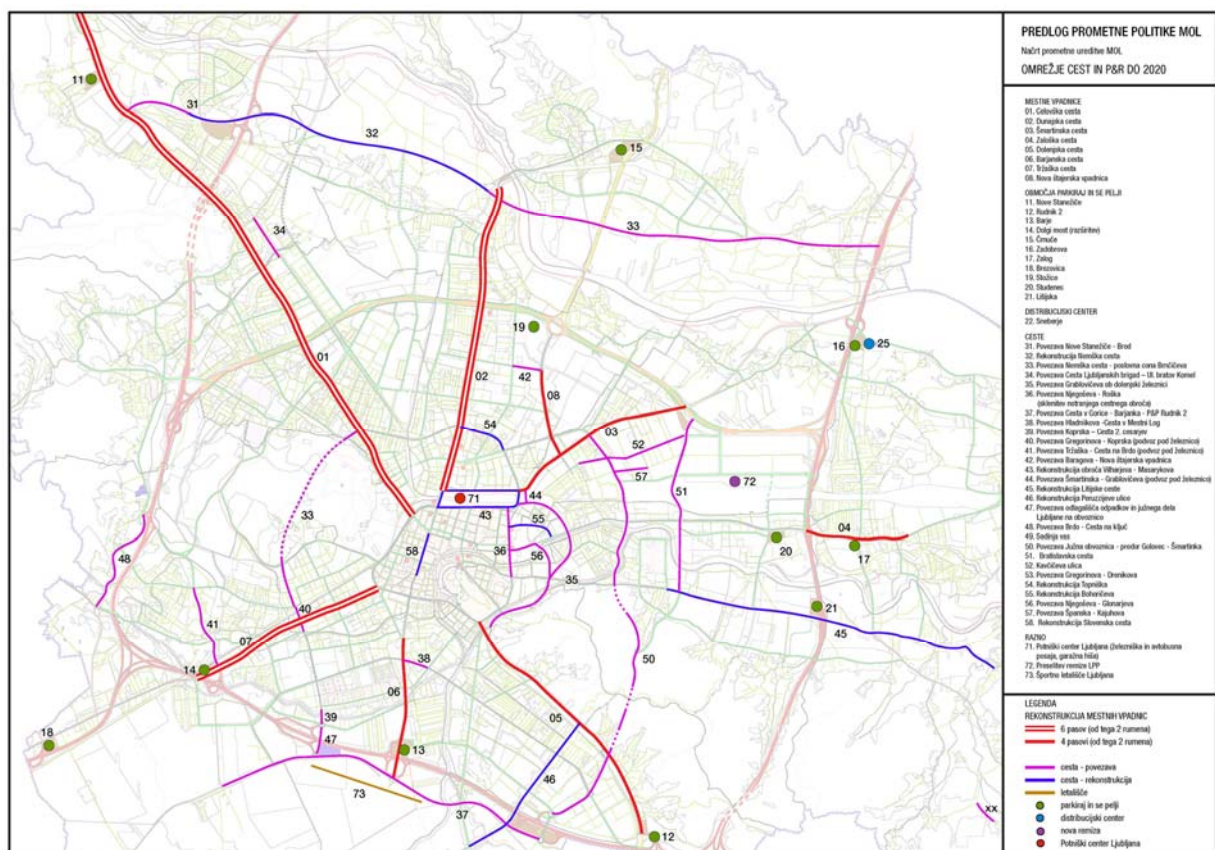 PREDLOG PROMETNE POLITIKE MOL
Načrt prometne ureditve MOL
OMREŽJE CEST IN P&R DO 2020
MESTNE VPADNICE
01. Celovška cesta
02. Dunajska cesta
03. Šmartinska cesta
04. Zaloška cesta
05. Dolenjska cesta
06. Barjanska cesta
07. Tržaška cesta
08. Nova štajerska vpadnica
OBMOČJA PARKIRAJ IN SE PELJI
11. Nove Stanežiče
12. Rudnik 2
13. Barje
14. Dolgi most (razširitev)
15. Črnuče
16. Zadobrova
17. Zalog
18. Brezovica
19. Stožice
20. Studenec
21. Litijska
DISTRIBUCIJSKI CENTER
22. Sneberje
CESTE
31. Povezava Nove Stanežiče - Brod
32. Rekonstrucija Nemška cesta
33. Povezava Nemška cesta - poslovna cona Brnčičeva
34. Povezava Cesta Ljubljanskih brigad – Ul. bratov Komel
35. Povezava Grablovičeva ob dolenjski železnici
36. Povezava Njegoševa - Roška
(sklenitev notranjega cestnega obroča)
37. Povezava Cesta v Gorice - Barjanka - P&P Rudnik 2
38. Povezava Hladnikova -Cesta v Mestni Log
39. Povezava Koprska – Cesta 2. cesarjev
40. Povezava Gregorinova - Koprska (podvoz pod železnico)
41. Povezava Tržaška - Cesta na Brdo (podvoz pod železnico)
42. Povezava Baragova - Nova štajerska vpadnica
43. Rekonstrukcija obroča Vilharjeva - Masarykova
44. Povezava Šmartinska - Grablovičeva (podvoz pod železnico)
45. Rekonstrukcija Litijske ceste
46. Rekonstrukcija Peruzzijeve ulice
47. Povezava odlagališča odpadkov in južnega dela
Ljubljane na obvoznico
48. Povezava Brdo - Cesta na ključ
49. Sadinja vas
50. Povezava Južna obvoznica - predor Golovec - Šmartinka
51. Bratislavska cesta
52. Kavčičeva ulica
53. Povezava Gregorinova - Drenikova
54. Rekonstrukcija Topniška
55. Rekonstrukcija Bohoričeva
56. Povezava Njegoševa - Glonarjeva
57. Povezava Španska - Kajuhova
58. Rekonstrukcija Slovenska cesta
RAZNO
71. Potniški center Ljubljana (železniška in avtobusna
posaja, garažna hiša)
72. Preselitev remize LPP
73. Športno letališče Ljubljana
LEGENDA
REKONSTRUKCIJA MESTNIH VPADNIC
6 pasov (od tega 2 rumena)
4 pasovi (od tega 2 rumena)
cesta - povezava
cesta - rekonstrukcija
letališče
parkiraj in se pelji
distribucijski center
nova remiza
Potniški center Ljubljana
11
31
32
15
33
34
19
16
25
01
02
42
08
03
54
52
57
72
51
71
44
43
33
55
36
56
58
20
04
17
48
35
21
40
41
07
45
14
38
50
06
05
39
18
47
13
46
73
37
12
xx